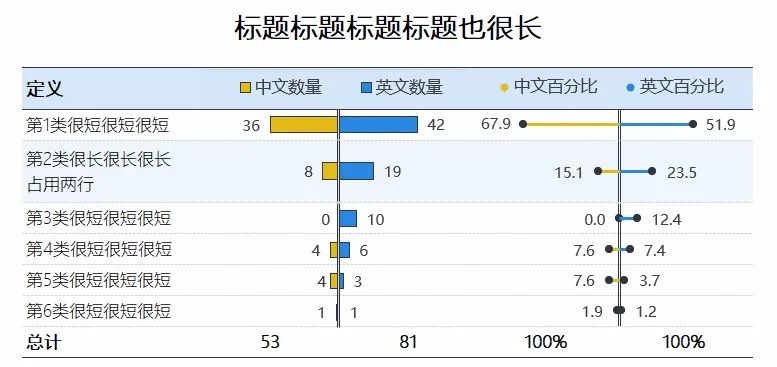 标题标题标题标题也很长
定义 中文数量 英文数量 中文百分比 英文百分比
第1类很短很短很短 36 42 67.9 51.9
第2类很长很长很长
占用两行 8 19 15.1 23.5
第3类很短很短很短 0 10 0.0 12.4
第4类很短很短很短 4 6 7.6 7.4
第5类很短很短很短 4 3 7.6 3.7
第6类很短很短很短 1 1 1.9 1.2
总计 53 81 100% 100%